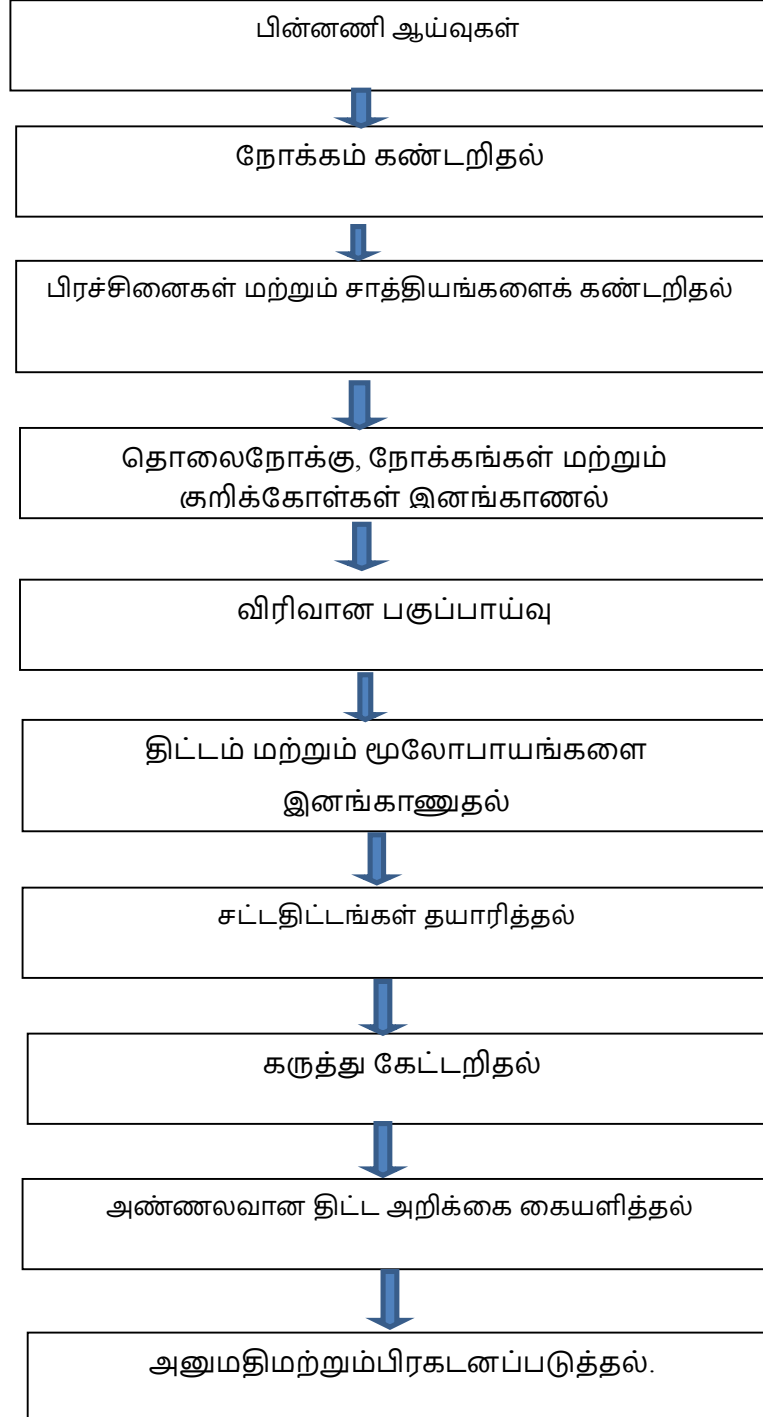 பின்னணி ஆய்வுகள்
நோக்கம் கண்டறிதல்
பிரச்சினைகள் மற்றும் சாத்தியங்களைக் கண்டறிதல்
தொலைநோக்கு, நோக்கங்கள் மற்றும்
குறிக்கோள்கள் இனங்காணல்
விரிவான பகுப்பாய்வு
திட்டம் மற்றும் மூலோபாயங்களை
இனங்காணுதல்
சட்டதிட்டங்கள் தயாரித்தல்
கருத்து கேட்டறிதல்
அண்ணலவான திட்ட அறிக்கை கையளித்தல்
அனுமதிமற்றும்பிரகடனப்படுத்தல்.